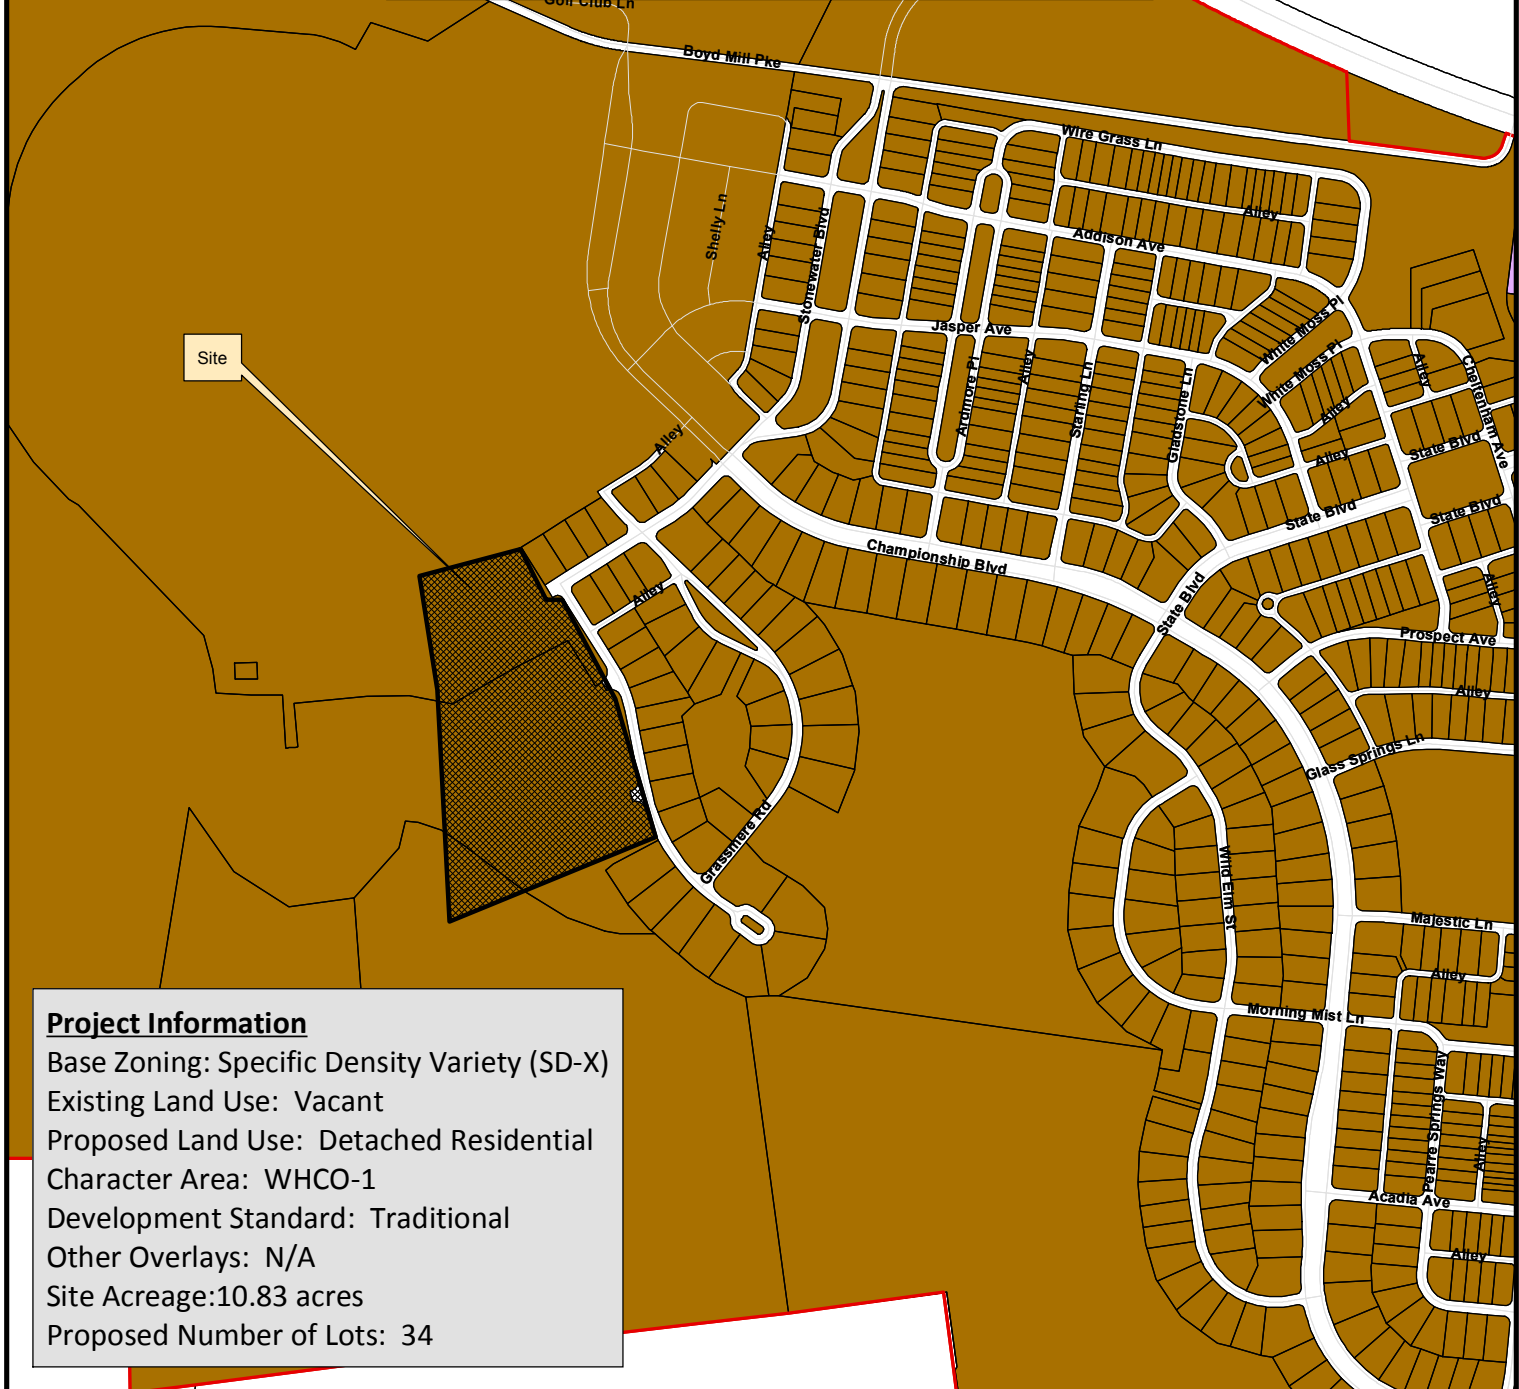 Golf Club Ln
Boyd Mill Pke
Wire Grass Ln
Alley
Addison Ave
Shelly Ln
Alley
Stonewater Blvd
Jasper Ave
White Moss Pl
White Moss Pl
Site
Ardmore Pl
Alley
Starling Ln
Gladstone Ln
Alley
Cheltenham Ave
Alley
State Blvd
Alley
Alley
State Blvd
State Blvd
Championship Blvd
Alley
State Blvd
Alley
Prospect Ave
Alley
Glass Springs Ln
Grassmere Rd
Wild Elm St
Majestic Ln
Alley
Morning Mist Ln
Pearre Springs Way
Alley
Acadia Ave
Alley
Project Information
Base Zoning: Specific Density Variety (SD-X)
Existing Land Use: Vacant
Proposed Land Use: Detached Residential
Character Area: WHCO-1
Development Standard: Traditional
Other Overlays: N/A
Site Acreage:10.83 acres
Proposed Number of Lots: 34